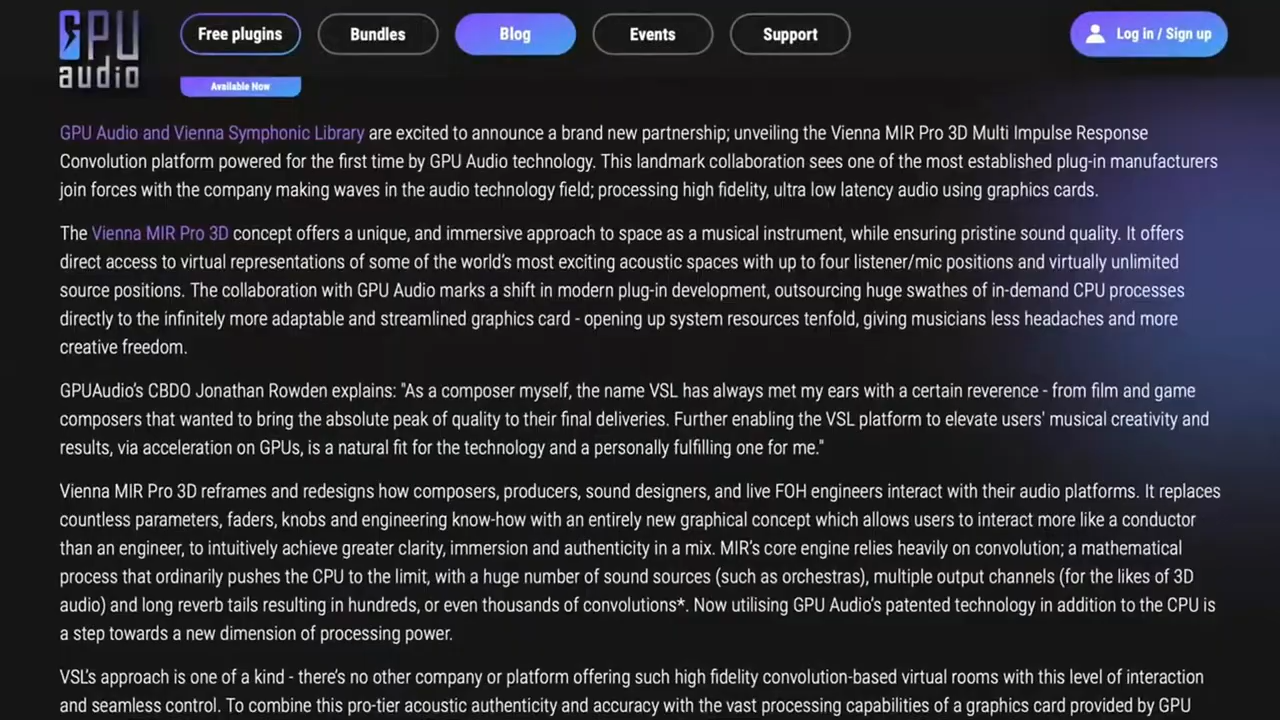 GPU
audio
Free plugins
Bundles
Blog
Events
Support
Log in / Sign up
Available Now
GPU Audio and Vienna Symphonic Library are excited to announce a brand new partnership; unveiling the Vienna MIR Pro 3D Multi Impulse Response
Convolution platform powered for the first time by GPU Audio technology. This landmark collaboration sees one of the most established plug-in manufacturers
join forces with the company making waves in the audio technology field; processing high fidelity, ultra low latency audio using graphics cards.
The Vienna MIR Pro 3D concept offers a unique, and immersive approach to space as a musical instrument, while ensuring pristine sound quality. It offers
direct access to virtual representations of some of the world's most exciting acoustic spaces with up to four listener/mic positions and virtually unlimited
source positions. The collaboration with GPU Audio marks a shift in modern plug-in development, outsourcing huge swathes of in-demand CPU processes
directly to the infinitely more adaptable and streamlined graphics card - opening up system resources tenfold, giving musicians less headaches and more
creative freedom.
GPUAudio's CBDO Jonathan Rowden explains: "As a composer myself, the name VSL has always met my ears with a certain reverence - from film and game
composers that wanted to bring the absolute peak of quality to their final deliveries. Further enabling the VSL platform to elevate users' musical creativity and
results, via acceleration on GPUs, is a natural fit for the technology and a personally fulfilling one for me."
Vienna MIR Pro 3D reframes and redesigns how composers, producers, sound designers, and live FOH engineers interact with their audio platforms. It replaces
countless parameters, faders, knobs and engineering know-how with an entirely new graphical concept which allows users to interact more like a conductor
than an engineer, to intuitively achieve greater clarity, immersion and authenticity in a mix. MIR's core engine relies heavily on convolution; a mathematical
process that ordinarily pushes the CPU to the limit, with a huge number of sound sources (such as orchestras), multiple output channels (for the likes of 3D
audio) and long reverb tails resulting in hundreds, or even thousands of convolutions*. Now utilising GPU Audio's patented technology in addition to the CPU is
a step towards a new dimension of processing power.
VSL's approach is one of a kind - there's no other company or platform offering such high fidelity convolution-based virtual rooms with this level of interaction
and seamless control. To combine this pro-tier acoustic authenticity and accuracy with the vast processing capabilities of a graphics card provided by GPU